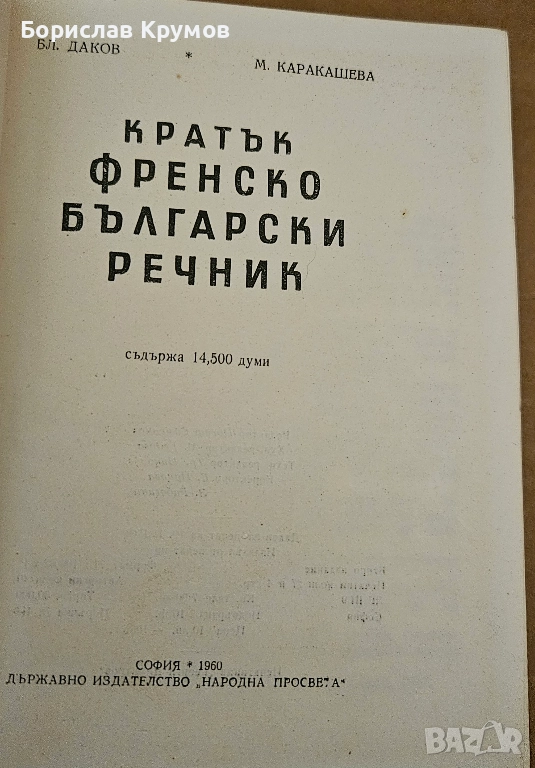 Борислав Крумов
БЛ. ДАКОВ
*
М. КАРАКАШЕВА
КРАТЪК
ФРЕНСКО
БЪЛГАРСКИ
РЕЧНИК
съдържа 14,500 думи
СОФИЯ * 1960
ДЪРЖАВНО ИЗДАТЕЛСТВО „НАРОДНА ПРОСВЕТА“
BAZAR